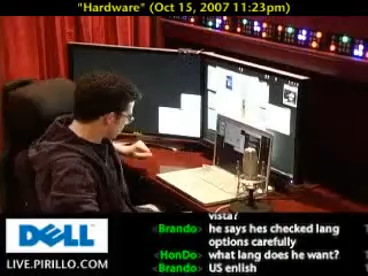 "Hardware" (Oct 15, 2007 11:23pm)
vista?
<Brando> he says hes checked lang
options carefully
<HonDo> what lang does he want?
<Brando> US enlish
DELL
LIVE.PIRILLO.COM